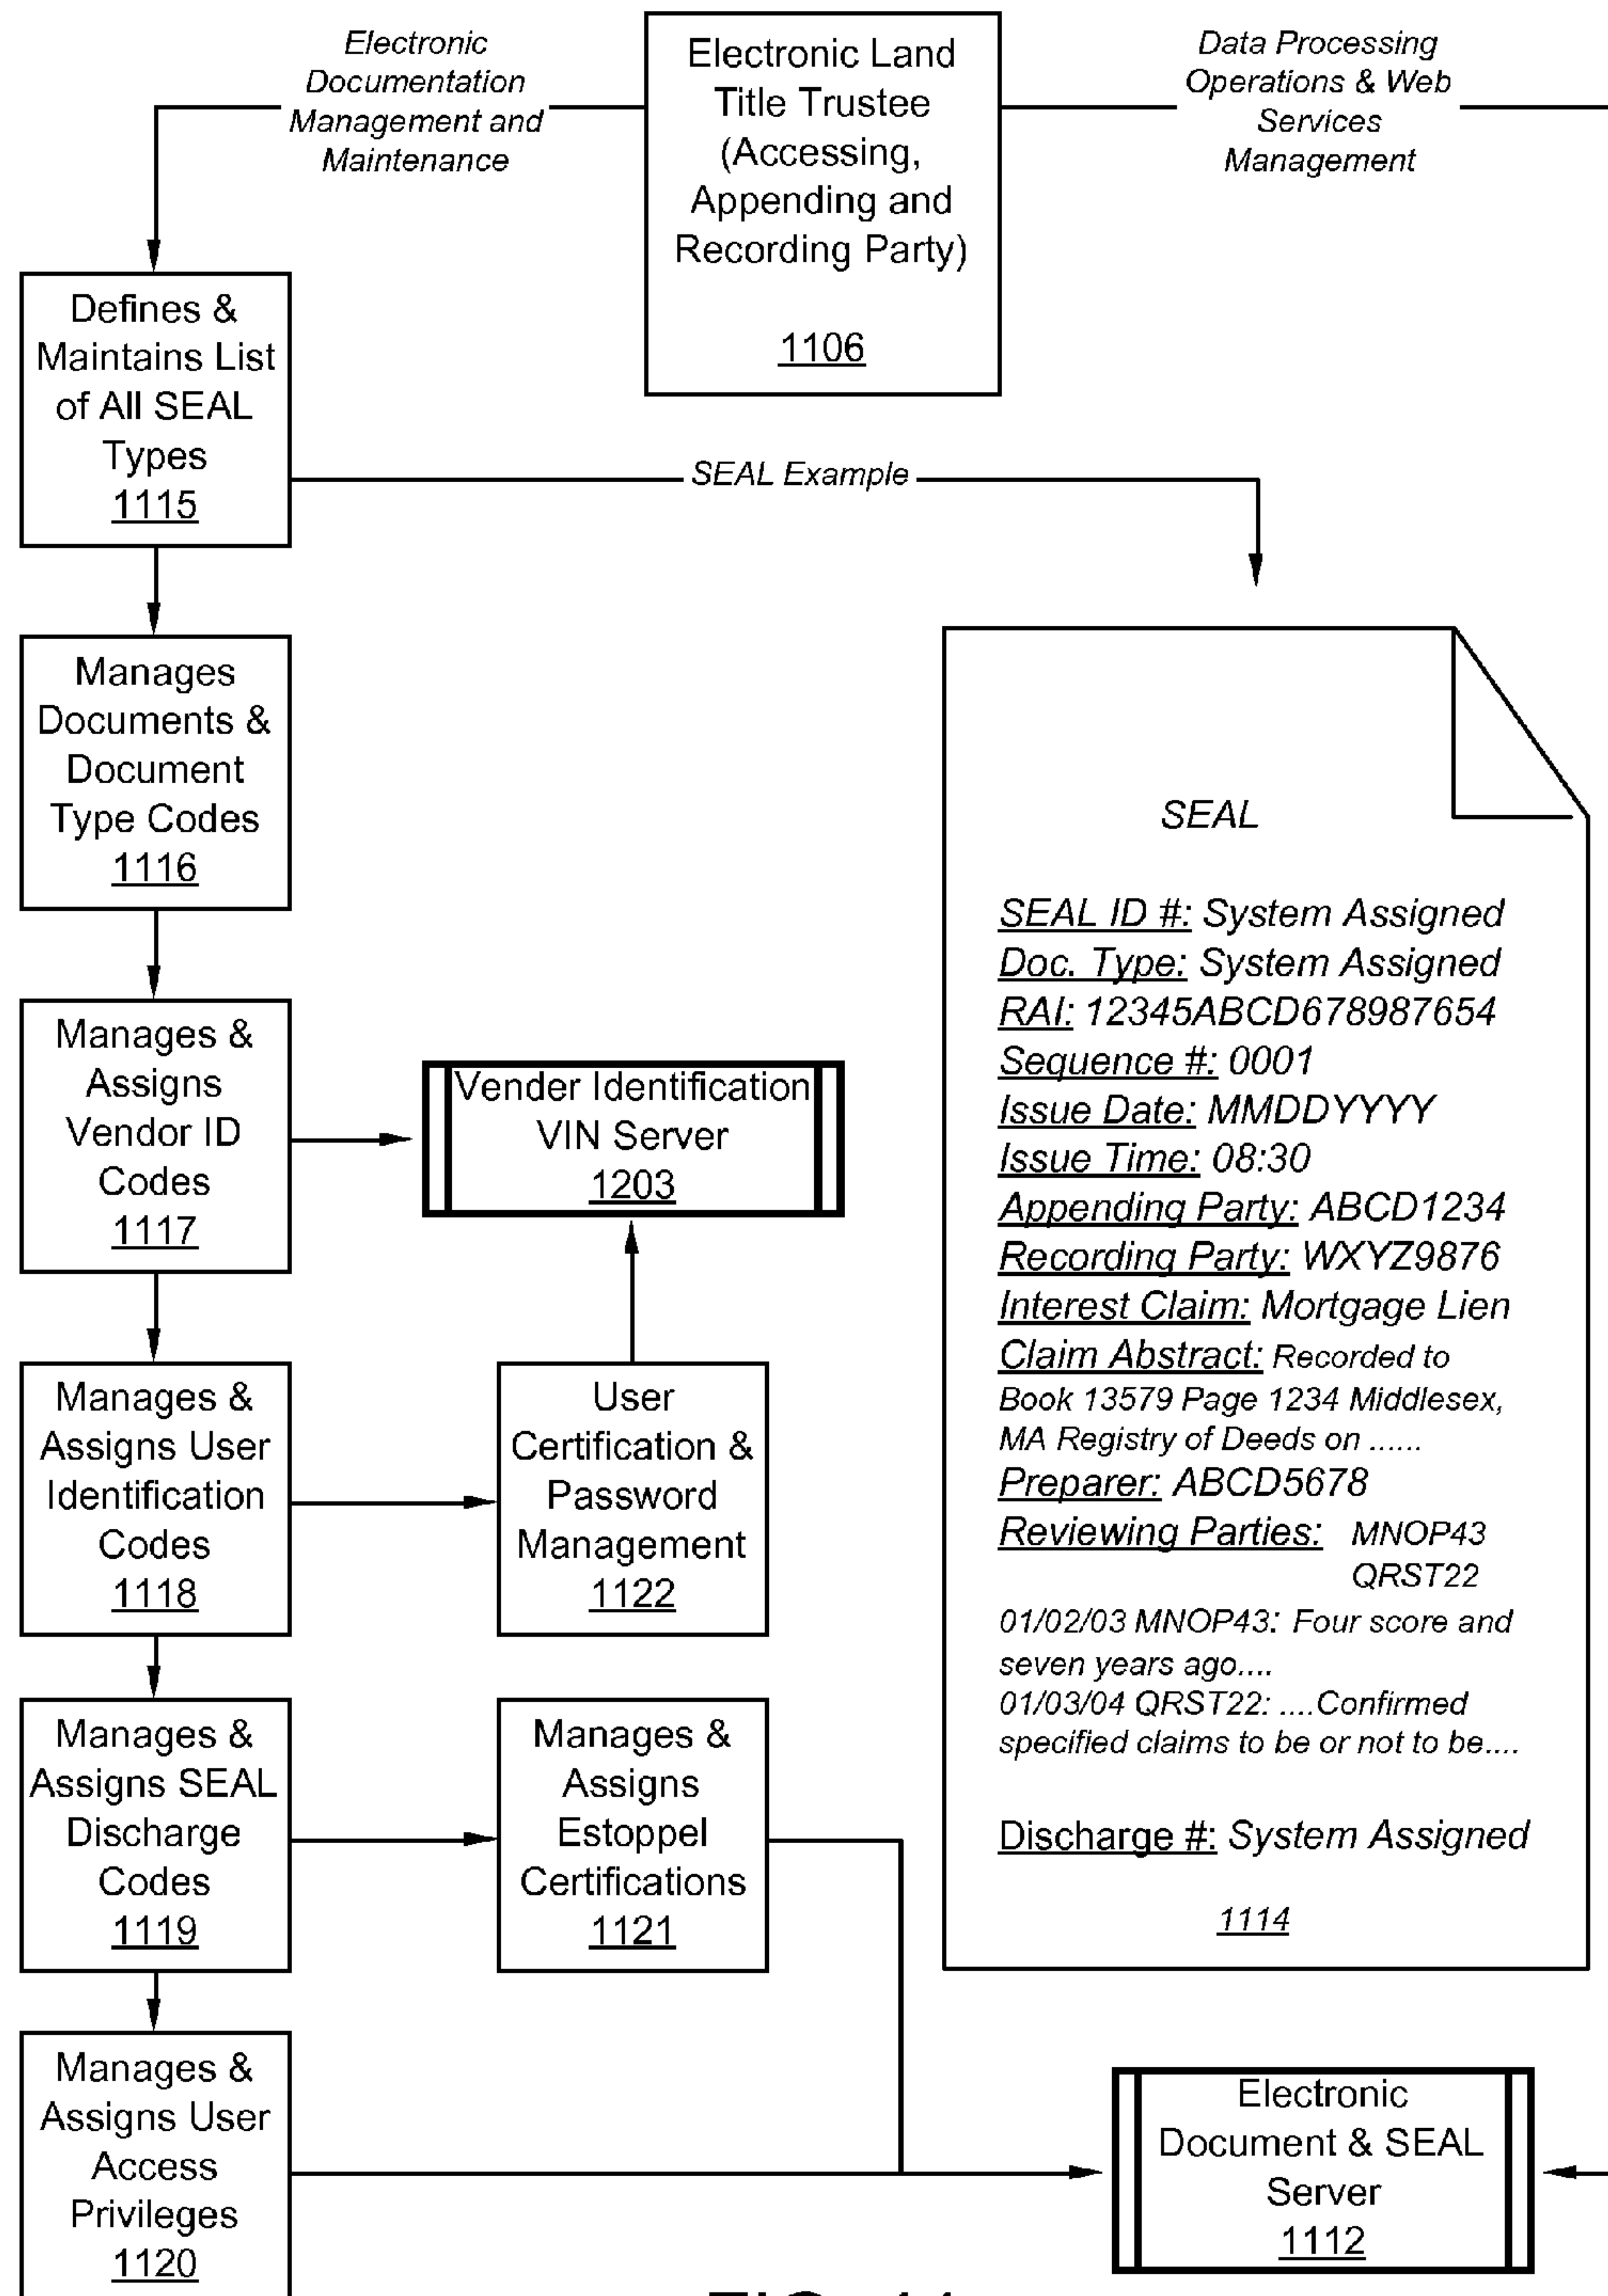 Electronic
Documentation
Management and
Maintenance
Electronic Land
Title Trustee
(Accessing,
Appending and
Recording Party)
1106
Data Processing
Operations & Web
Services
Management
Defines &
Maintains List
of All SEAL
Types
1115
SEAL Example
Manages
Documents &
Document
Type Codes
1116
Manages &
Assigns
Vendor ID
Codes
1117
Vender Identification
VIN Server
1203
Manages &
Assigns User
Identification
Codes
1118
User
Certification &
Password
Management
1122
Manages &
Assigns SEAL
Discharge
Codes
1119
Manages &
Assigns
Estoppel
Certifications
1121
Manages &
Assigns User
Access
Privileges
1120
SEAL
SEAL ID #: System Assigned
Doc. Type: System Assigned
RAI: 12345ABCD678987654
Sequence #: 0001
Issue Date: MMDDYYYY
Issue Time: 08:30
Appending Party: ABCD1234
Recording Party: WXYZ9876
Interest Claim: Mortgage Lien
Claim Abstract: Recorded to
Book 13579 Page 1234 Middlesex,
MA Registry of Deeds on ......
Preparer: ABCD5678
Reviewing Parties: MNOP43
QRST22
01/02/03 MNOP43: Four score and
seven years ago....
01/03/04 QRST22: ....Confirmed
specified claims to be or not to be....
Discharge #: System Assigned
1114
Electronic
Document & SEAL
Server
1112